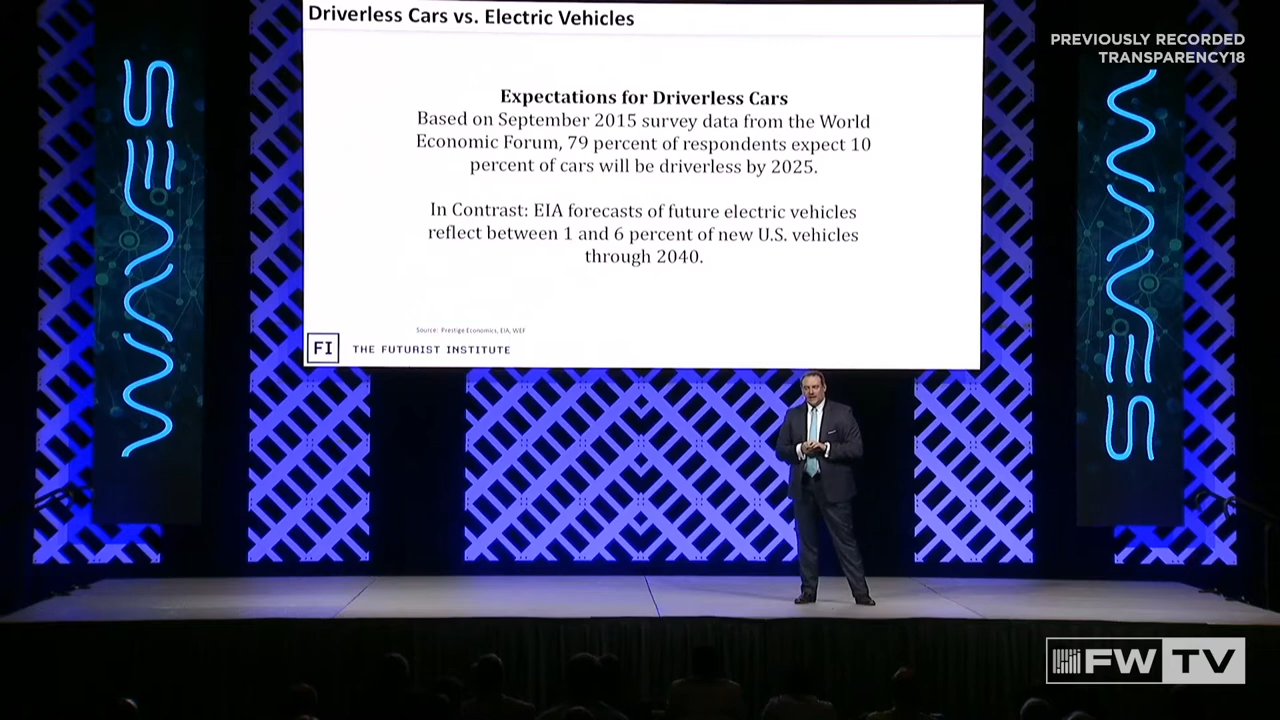 Driverless Cars vs. Electric Vehicles
PREVIOUSLY RECORDED
TRANSPARENCY18
Expectations for Driverless Cars
Based on September 2015 survey data from the World
Economic Forum, 79 percent of respondents expect 10
percent of cars will be driverless by 2025.
In Contrast: EIA forecasts of future electric vehicles
reflect between 1 and 6 percent of new U.S. vehicles
through 2040.
Source: Prestige Economics, EIA, WEF
FI THE FUTURIST INSTITUTE
WAVES
WAVES
FWTV